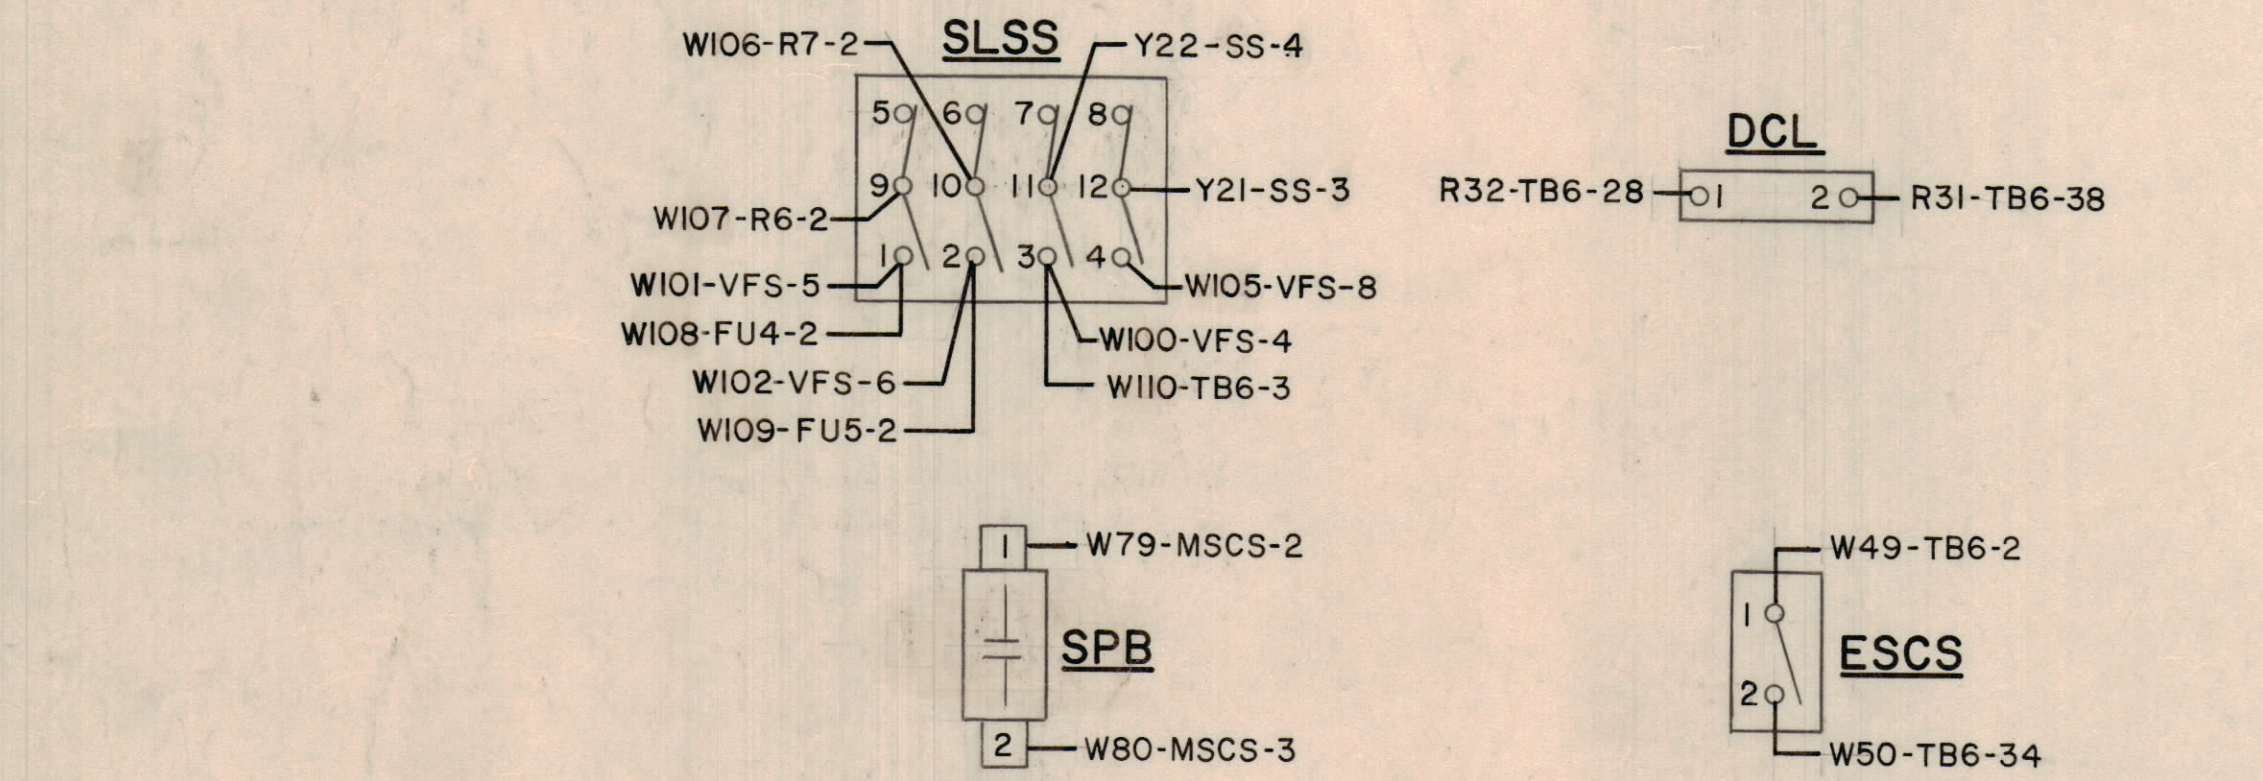 W106-R7-2 SLSS Y22-SS-4
5 6 7 8
DCL
9 10 11 12 Y21-SS-3
R32-TB6-28 1 2 R31-TB6-38
W107-R6-2
1 2 3 4
W101-VFS-5 W105-VFS-8
W108-FU4-2 W100-VFS-4
W102-VFS-6 W110-TB6-3
W109-FU5-2
1 W79-MSCS-2
W49-TB6-2
1
SPB ESCS
2
2 W80-MSCS-3
W50-TB6-34